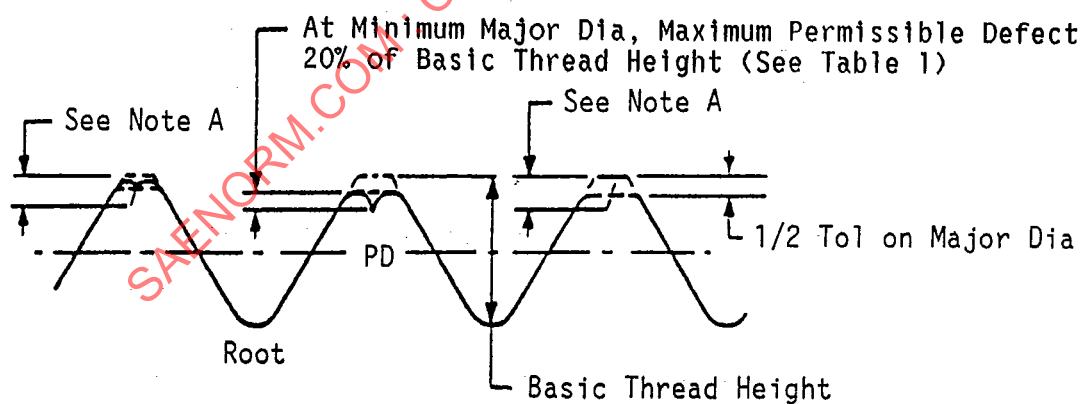 At Minimum Major Dia, Maximum Permissible Defect
20% of Basic Thread Height (See Table 1)
See Note A
See Note A
1/2 Tol on Major Dia
PD
Root
Basic Thread Height
SAENORM.COM